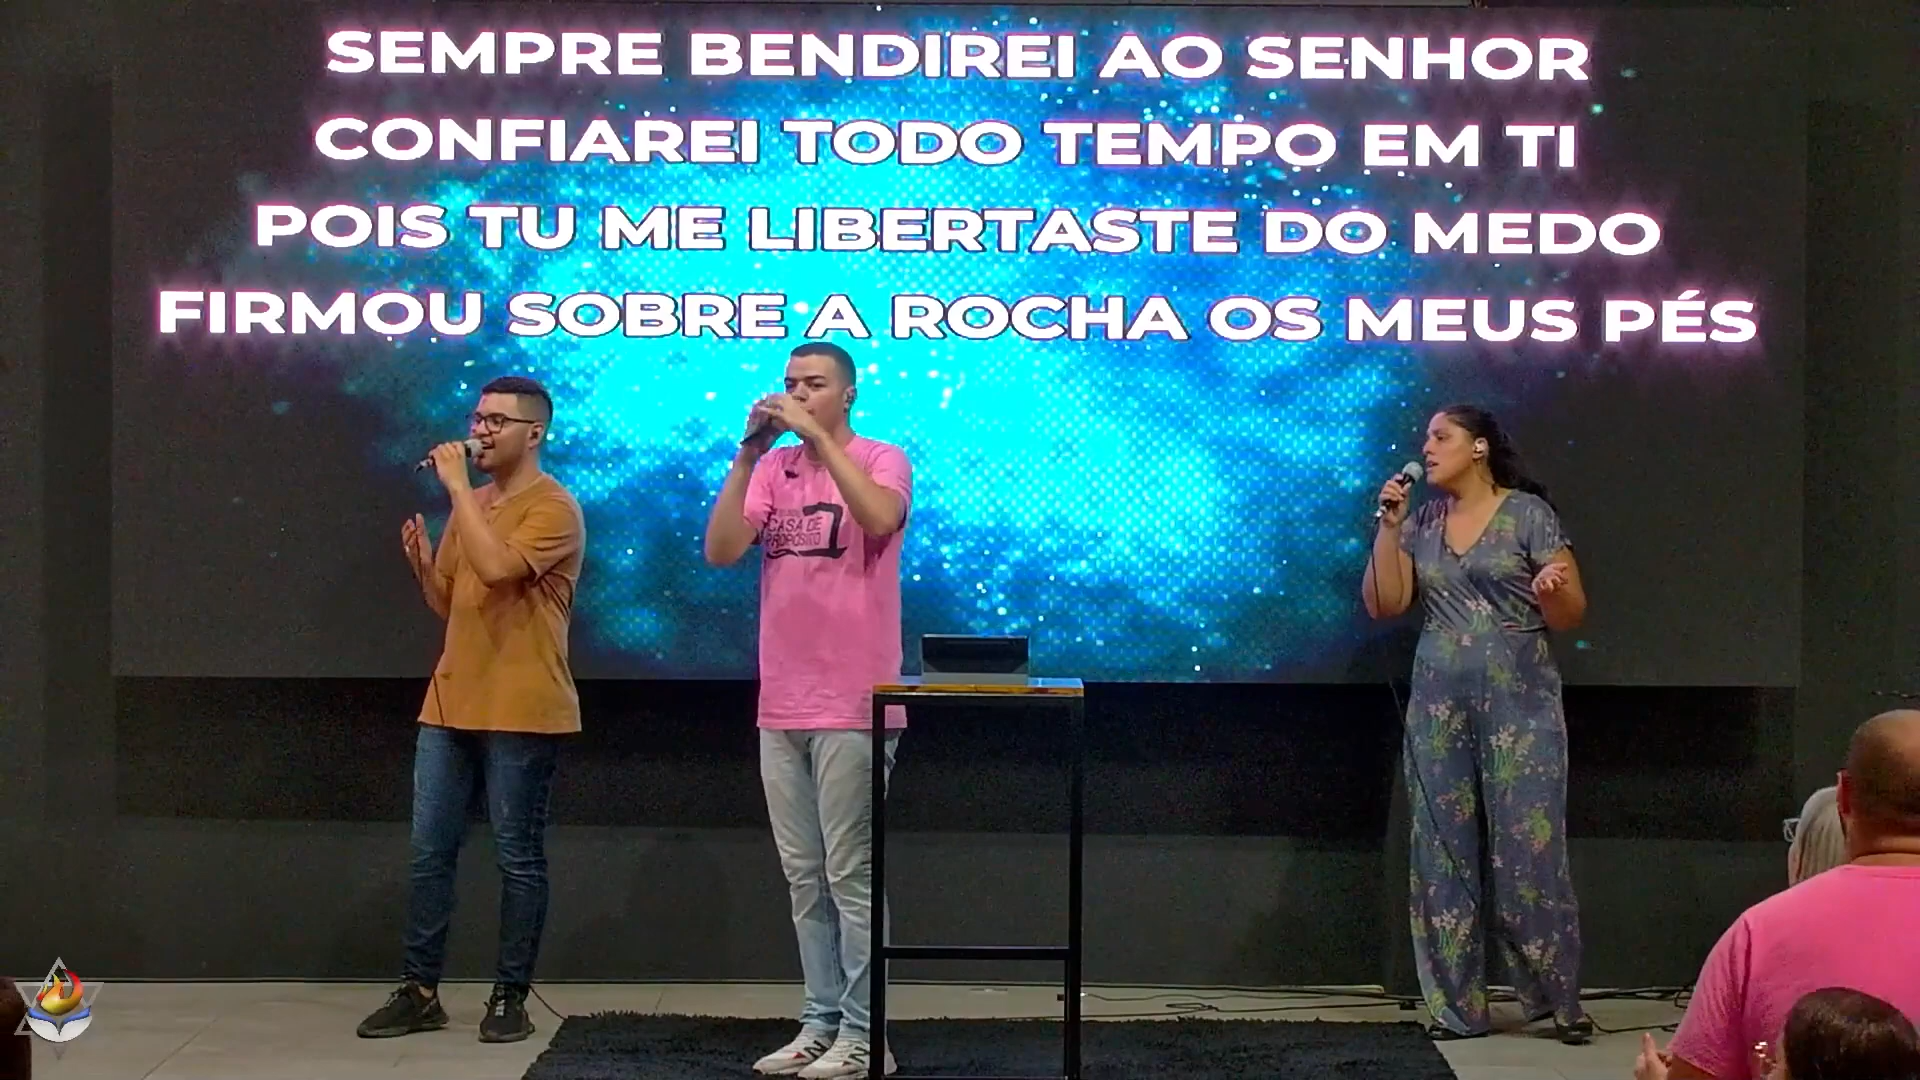 SEMPRE BENDIREI AO SENHOR
CONFIAREI TODO TEMPO EM TI
POIS TU ME LIBERTASTE DO MEDO
FIRMOU SOBRE A ROCHA OS MEUS PÉS
CASA DE
PROPÓSITO